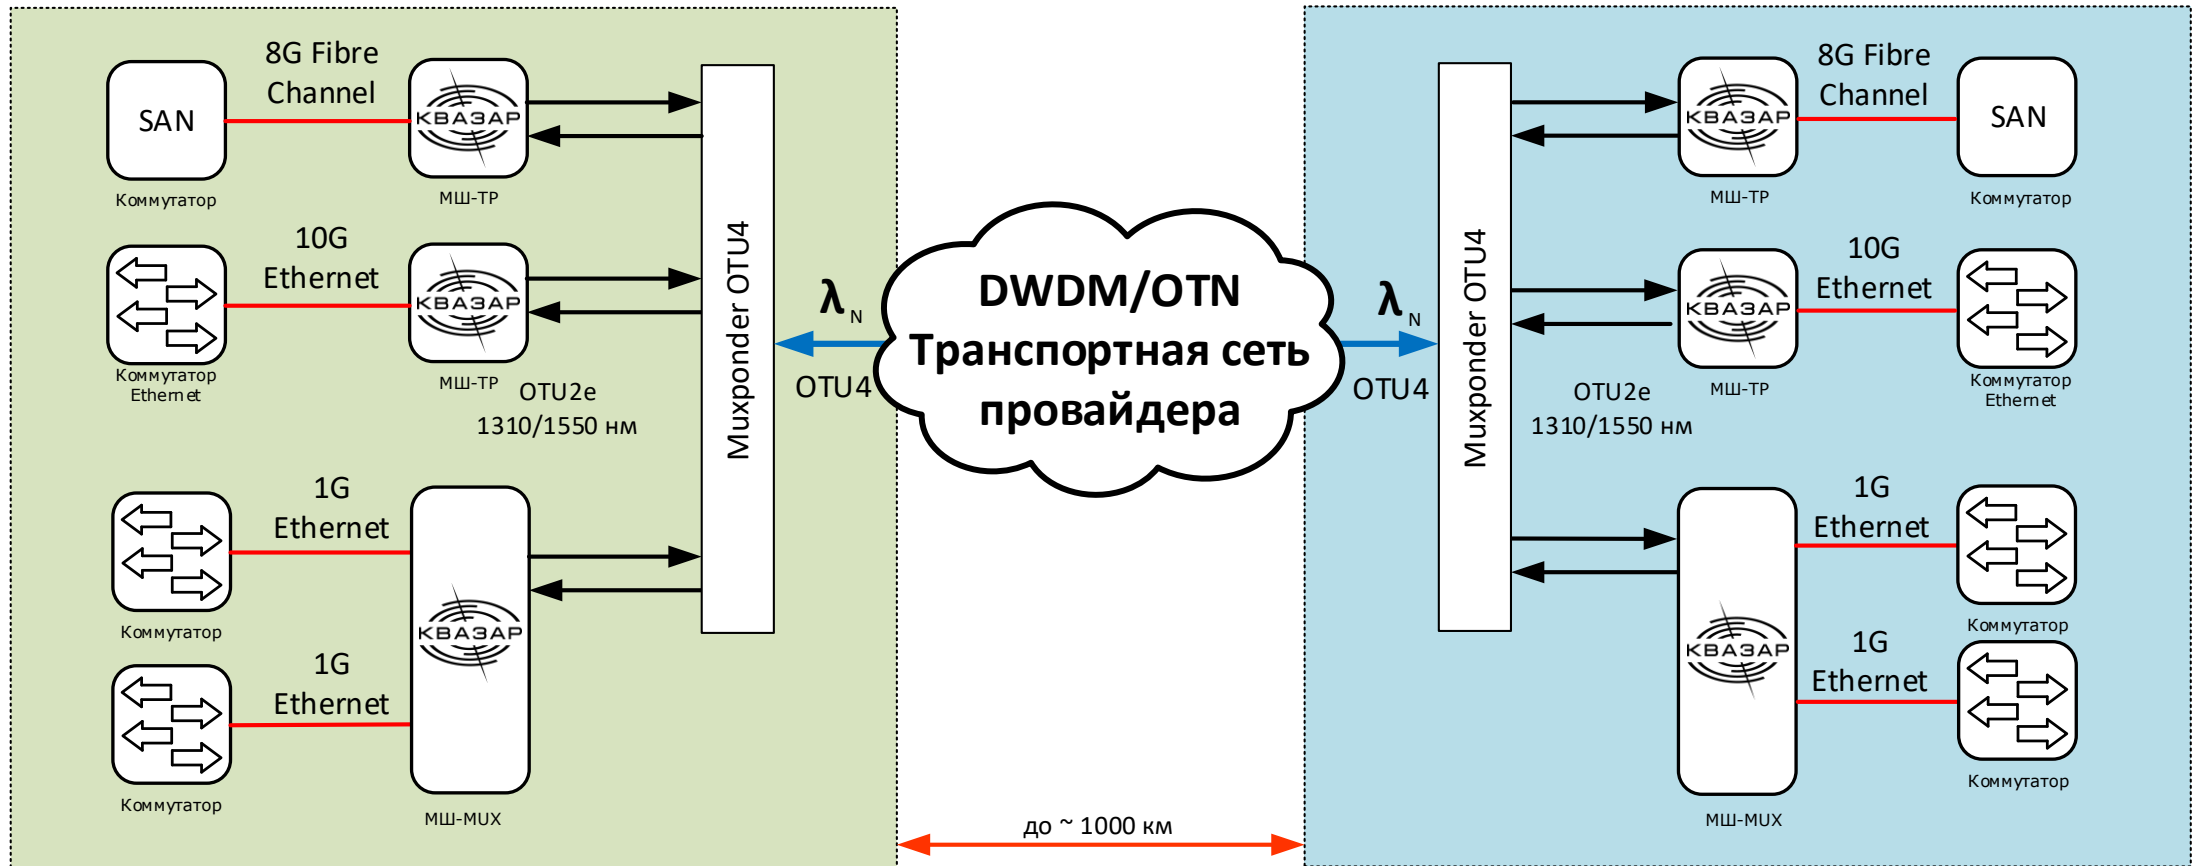 8G Fibre
Channel
SAN
КВАЗАР
Коммутатор
МШ-ТР
10G
Ethernet
КВАЗАР
Коммутатор
Ethernet
МШ-ТР
OTU2e
1310/1550 нм
1G
Ethernet
Коммутатор
КВАЗАР
1G
Ethernet
Коммутатор
МШ-MUX
Muxponder OTU4
λ N
OTU4
DWDM/OTN
Транспортная сеть
провайдера
до ~ 1000 км
λ N
OTU4
Muxponder OTU4
8G Fibre
Channel
КВАЗАР
SAN
МШ-ТР
Коммутатор
10G
Ethernet
КВАЗАР
МШ-ТР
Коммутатор
Ethernet
OTU2e
1310/1550 нм
1G
Ethernet
Коммутатор
КВАЗАР
1G
Ethernet
Коммутатор
МШ-MUX